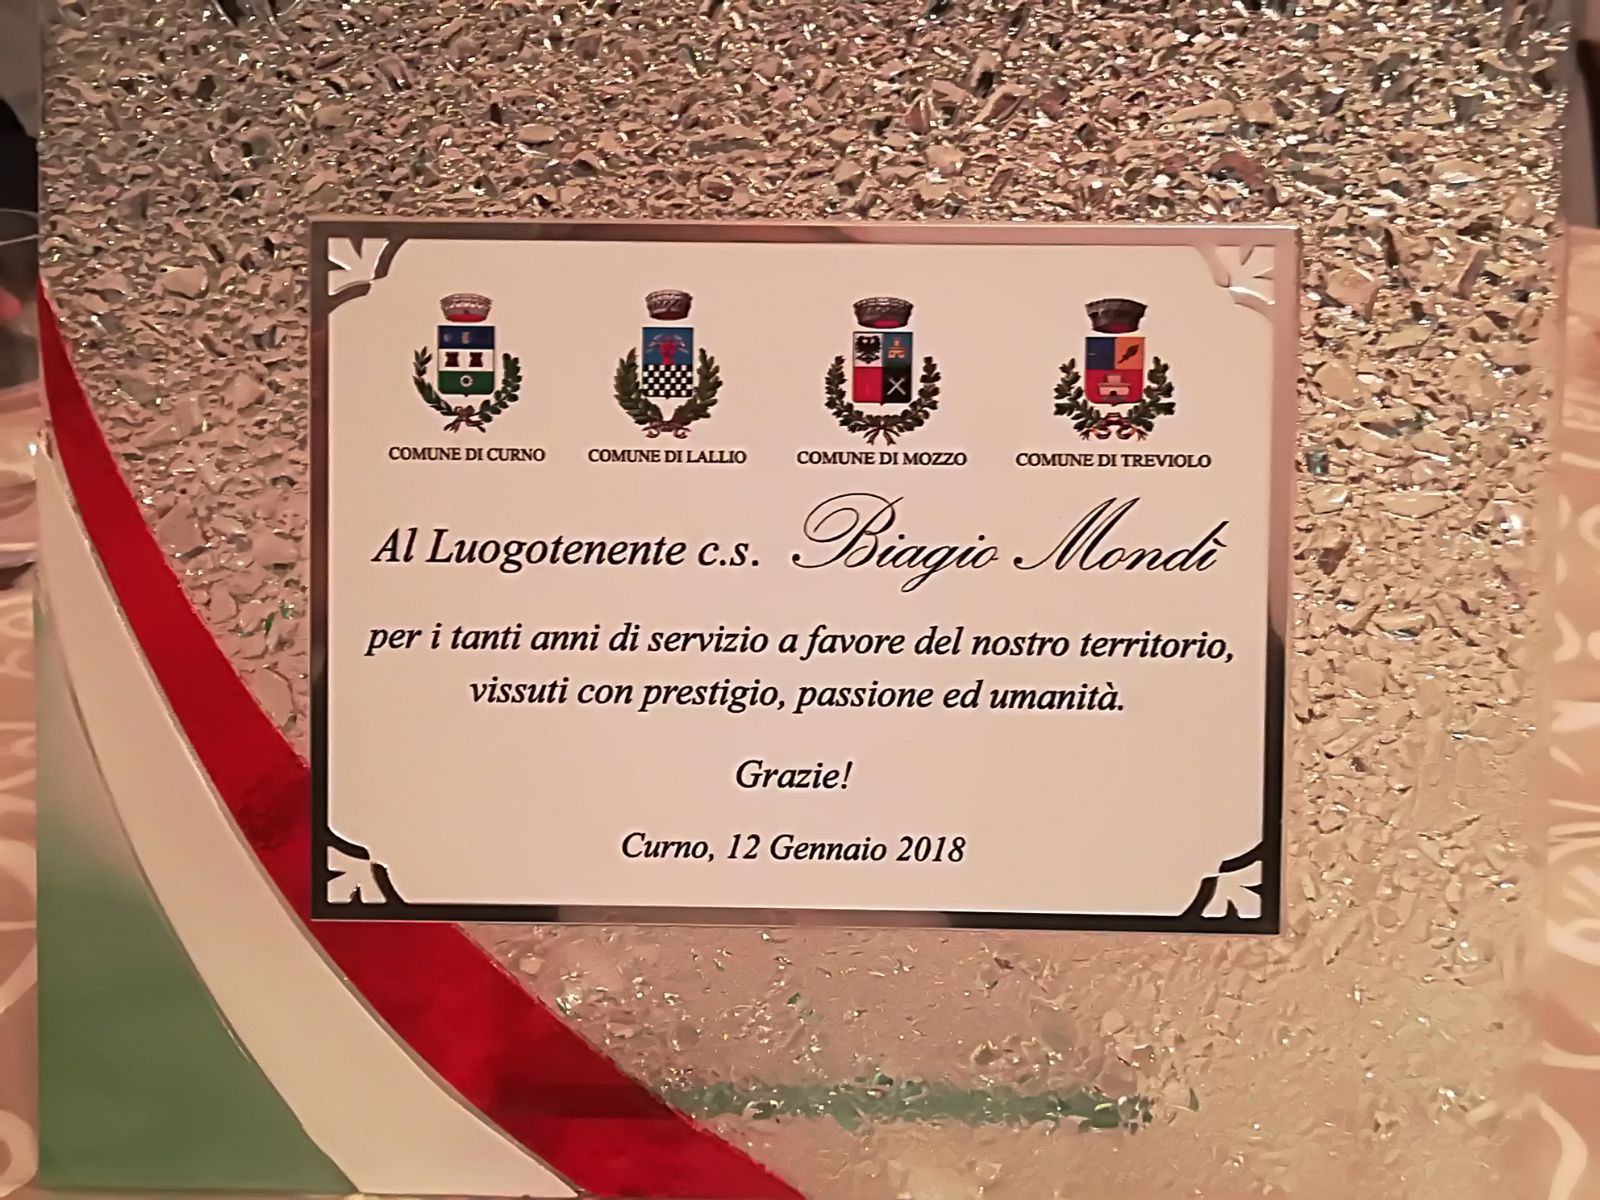 COMUNE DI CURNO COMUNE DI LALLIO COMUNE DI MOZZO COMUNE DI TREVIOLO
Al Luogotenente c.s. Biagio Mondì
per i tanti anni di servizio a favore del nostro territorio,
vissuti con prestigio, passione ed umanità.
Grazie!
Curno, 12 Gennaio 2018